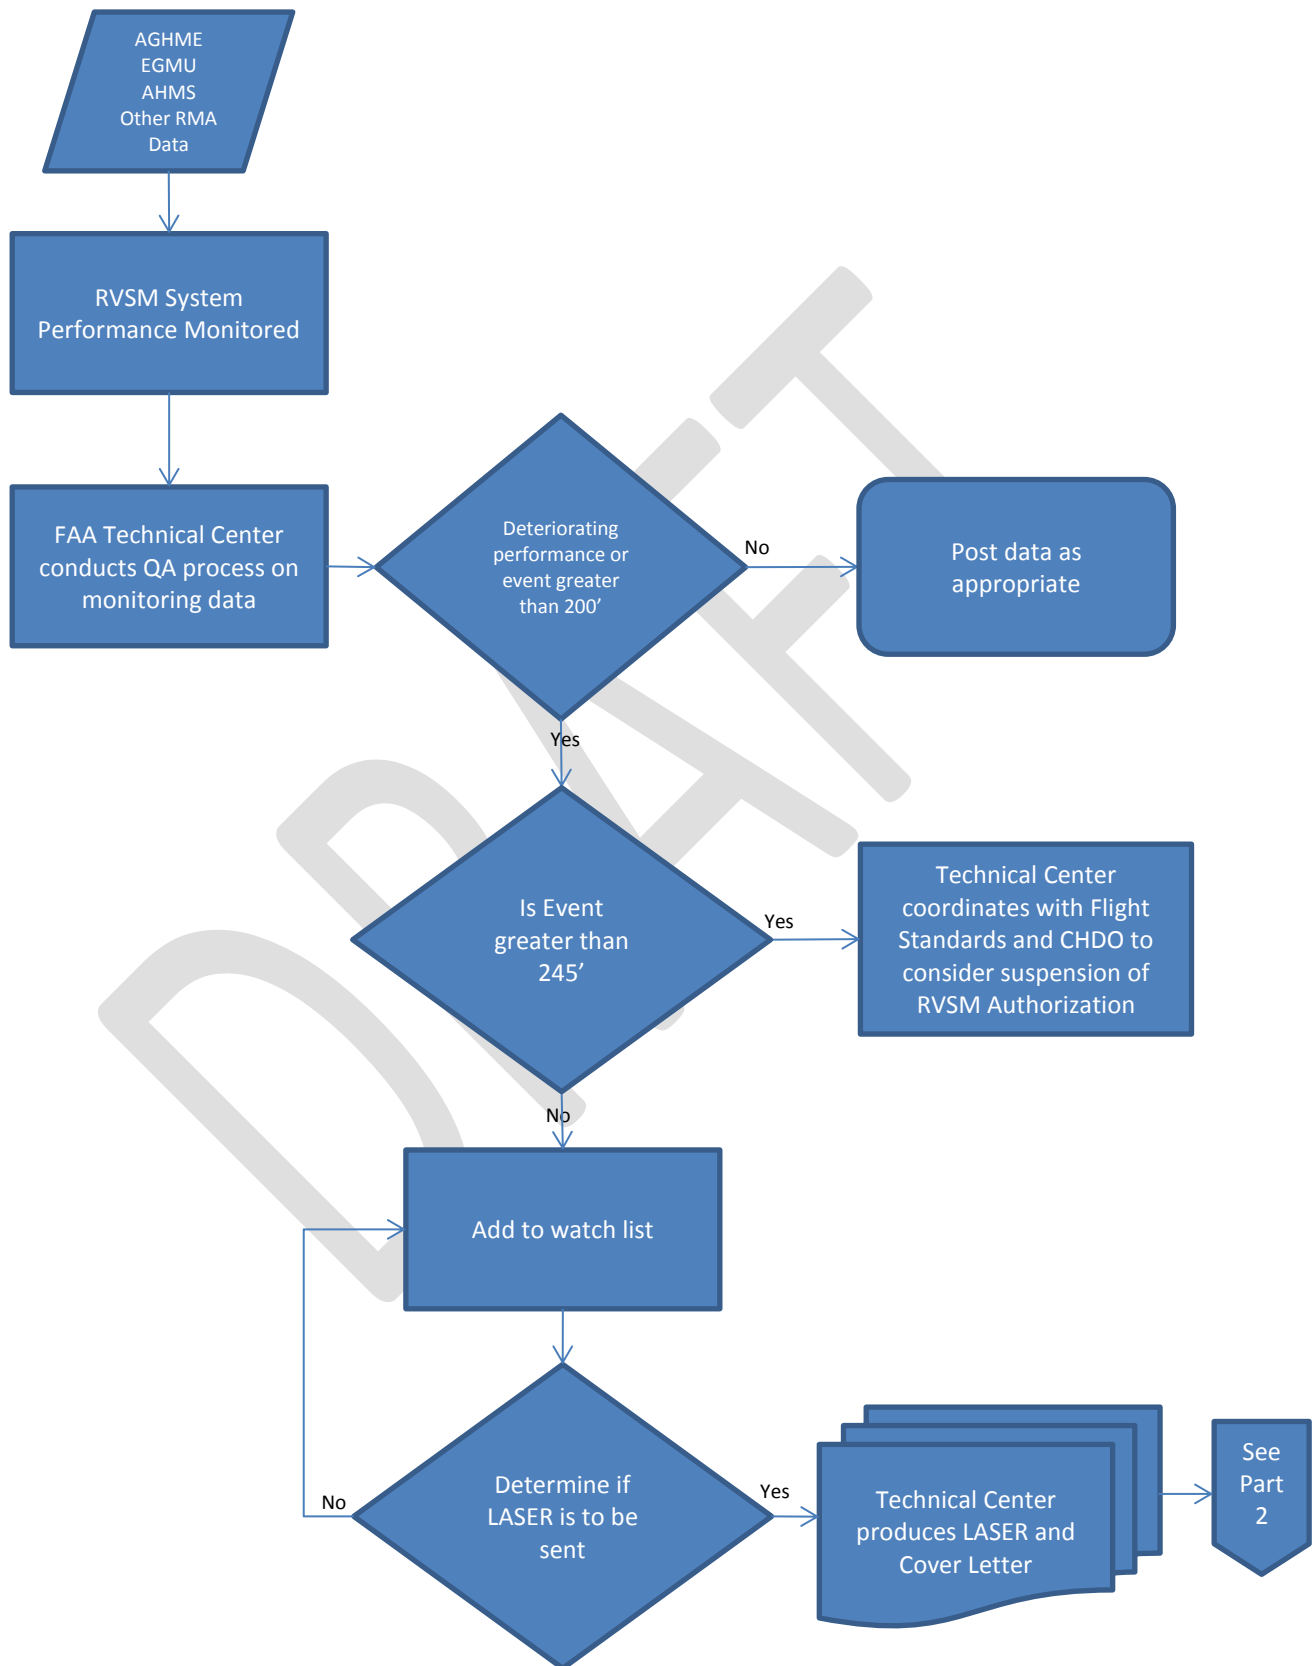 AGHME
EGMU
AHMS
Other RMA
Data
RVSM System
Performance Monitored
FAA Technical Center
conducts QA process on
monitoring data
Deteriorating
performance or
event greater
than 200’
No
Post data as
appropriate
Yes
Is Event
greater than
245’
Yes
Technical Center
coordinates with Flight
Standards and CHDO to
consider suspension of
RVSM Authorization
No
Add to watch list
Determine if
LASER is to be
sent
No
Yes
Technical Center
produces LASER and
Cover Letter
See
Part
2
DRAFT